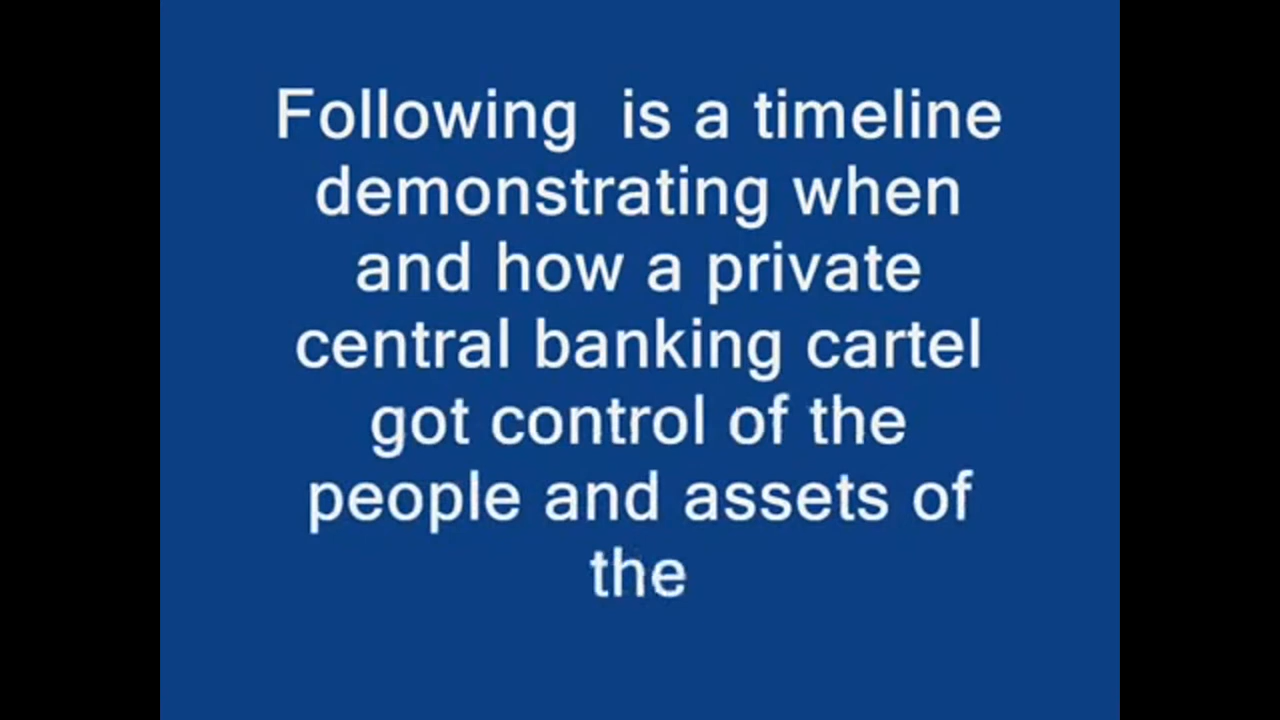 Following  is a timeline
demonstrating when
and how a private
central banking cartel
got control of the
people and assets of
the